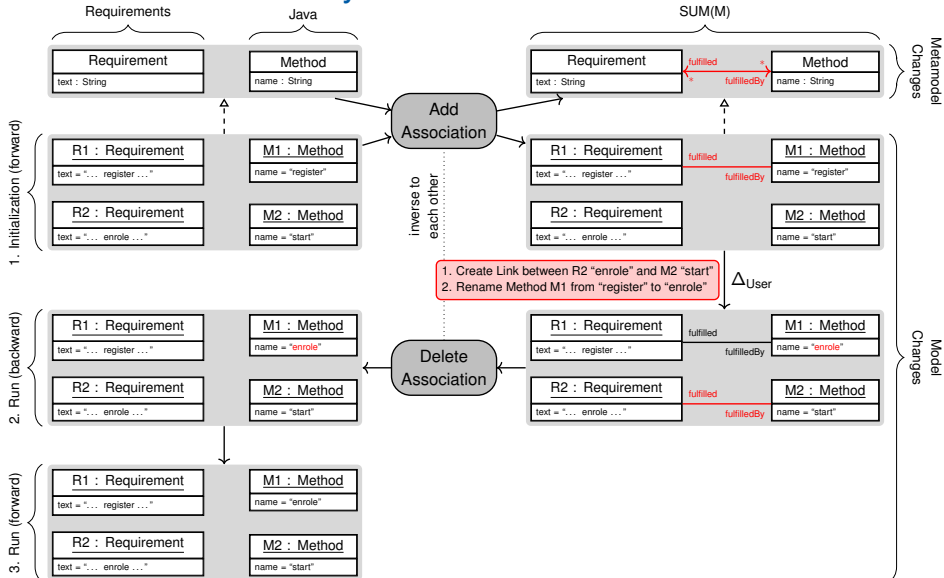 Requirements
Java
SUM(M)
Requirement
text : String
Method
name : String
Requirement
text : String
fulfilled
*
*
fulfilledBy
Method
name : String
Metamodel
Changes
Add
Association
1. Initialization (forward)
R1 : Requirement
text = “... register ...”
M1 : Method
name = “register”
R2 : Requirement
text = “... enrole ...”
M2 : Method
name = “start”
R1 : Requirement
text = “... register ...”
fulfilled
fulfilledBy
M1 : Method
name = “register”
R2 : Requirement
text = “... enrole ...”
M2 : Method
name = “start”
inverse to
each other
1. Create Link between R2 “enrole” and M2 “start”
2. Rename Method M1 from “register” to “enrole”
ΔUser
Model
Changes
2. Run (backward)
R1 : Requirement
text = “... register ...”
M1 : Method
name = “enrole”
R2 : Requirement
text = “... enrole ...”
M2 : Method
name = “start”
Delete
Association
R1 : Requirement
text = “... register ...”
fulfilled
fulfilledBy
M1 : Method
name = “enrole”
R2 : Requirement
text = “... enrole ...”
fulfilled
fulfilledBy
M2 : Method
name = “start”
3. Run (forward)
R1 : Requirement
text = “... register ...”
M1 : Method
name = “enrole”
R2 : Requirement
text = “... enrole ...”
M2 : Method
name = “start”